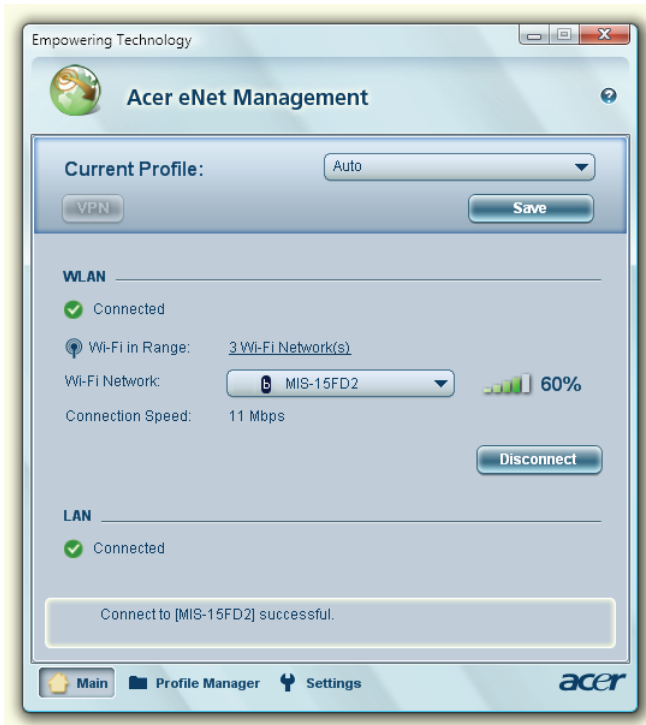 Empowering Technology
Acer eNet Management
Current Profile:
Auto
VPN
Save
WLAN
Connected
Wi-Fi in Range: 3 Wi-Fi Network(s)
Wi-Fi Network: b MIS-15FD2 60%
Connection Speed: 11 Mbps
Disconnect
LAN
Connected
Connect to [MIS-15FD2] successful.
Main Profile Manager Settings acer